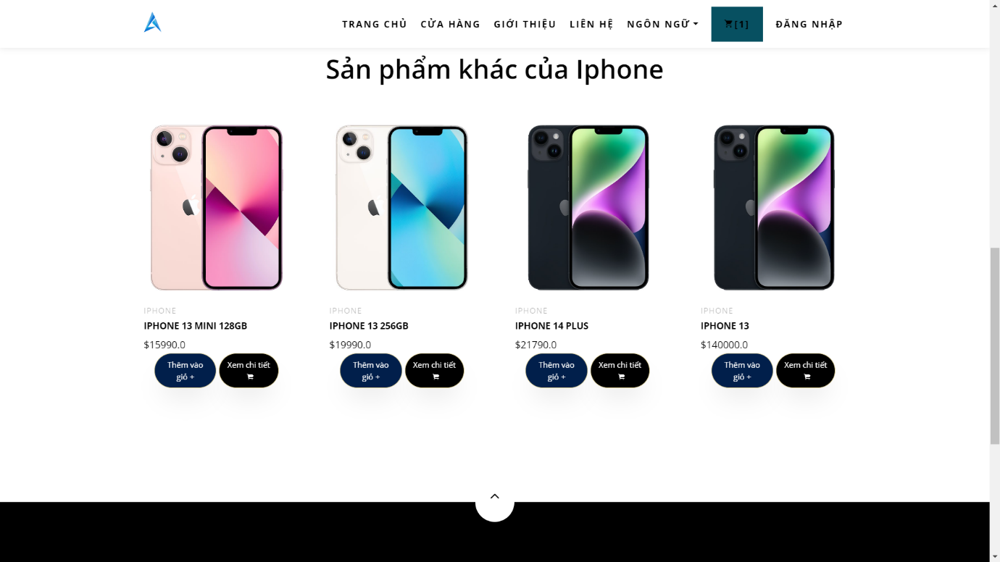 TRANG CHỦ CỬA HÀNG GIỚI THIỆU LIÊN HỆ NGÔN NGỮ [1] ĐĂNG NHẬP
Sản phẩm khác của Iphone
IPHONE IPHONE IPHONE IPHONE
IPHONE 13 MINI 128GB IPHONE 13 256GB IPHONE 14 PLUS IPHONE 13
$15990.0 $19990.0 $21790.0 $140000.0
Thêm vào Xem chi tiết Thêm vào Xem chi tiết Thêm vào Xem chi tiết Thêm vào Xem chi tiết
giỏ + giỏ + giỏ + giỏ +